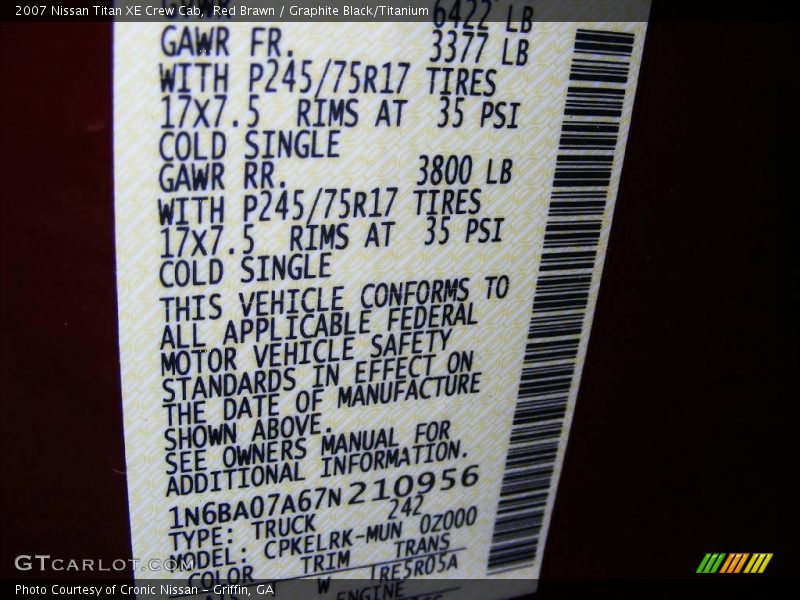 2007 Nissan Titan XE Crew Cab, Red Brawn / Graphite Black/Titanium
6422 LB
GAWR FR. 3377 LB
WITH P245/75R17 TIRES
17X7.5 RIMS AT 35 PSI
COLD SINGLE
GAWR RR. 3800 LB
WITH P245/75R17 TIRES
17X7.5 RIMS AT 35 PSI
COLD SINGLE
THIS VEHICLE CONFORMS TO
ALL APPLICABLE FEDERAL
MOTOR VEHICLE SAFETY
STANDARDS IN EFFECT ON
THE DATE OF MANUFACTURE
SHOWN ABOVE.
SEE OWNERS MANUAL FOR
ADDITIONAL INFORMATION.
1N6BA07A67N210956
TYPE: TRUCK 242
MODEL: CPKELRK-MUN 0Z000
COLOR TRIM TRANS
W 1RE5R05A
ENGINE
GTCARLOT.COM
Photo Courtesy of Cronic Nissan - Griffin, GA